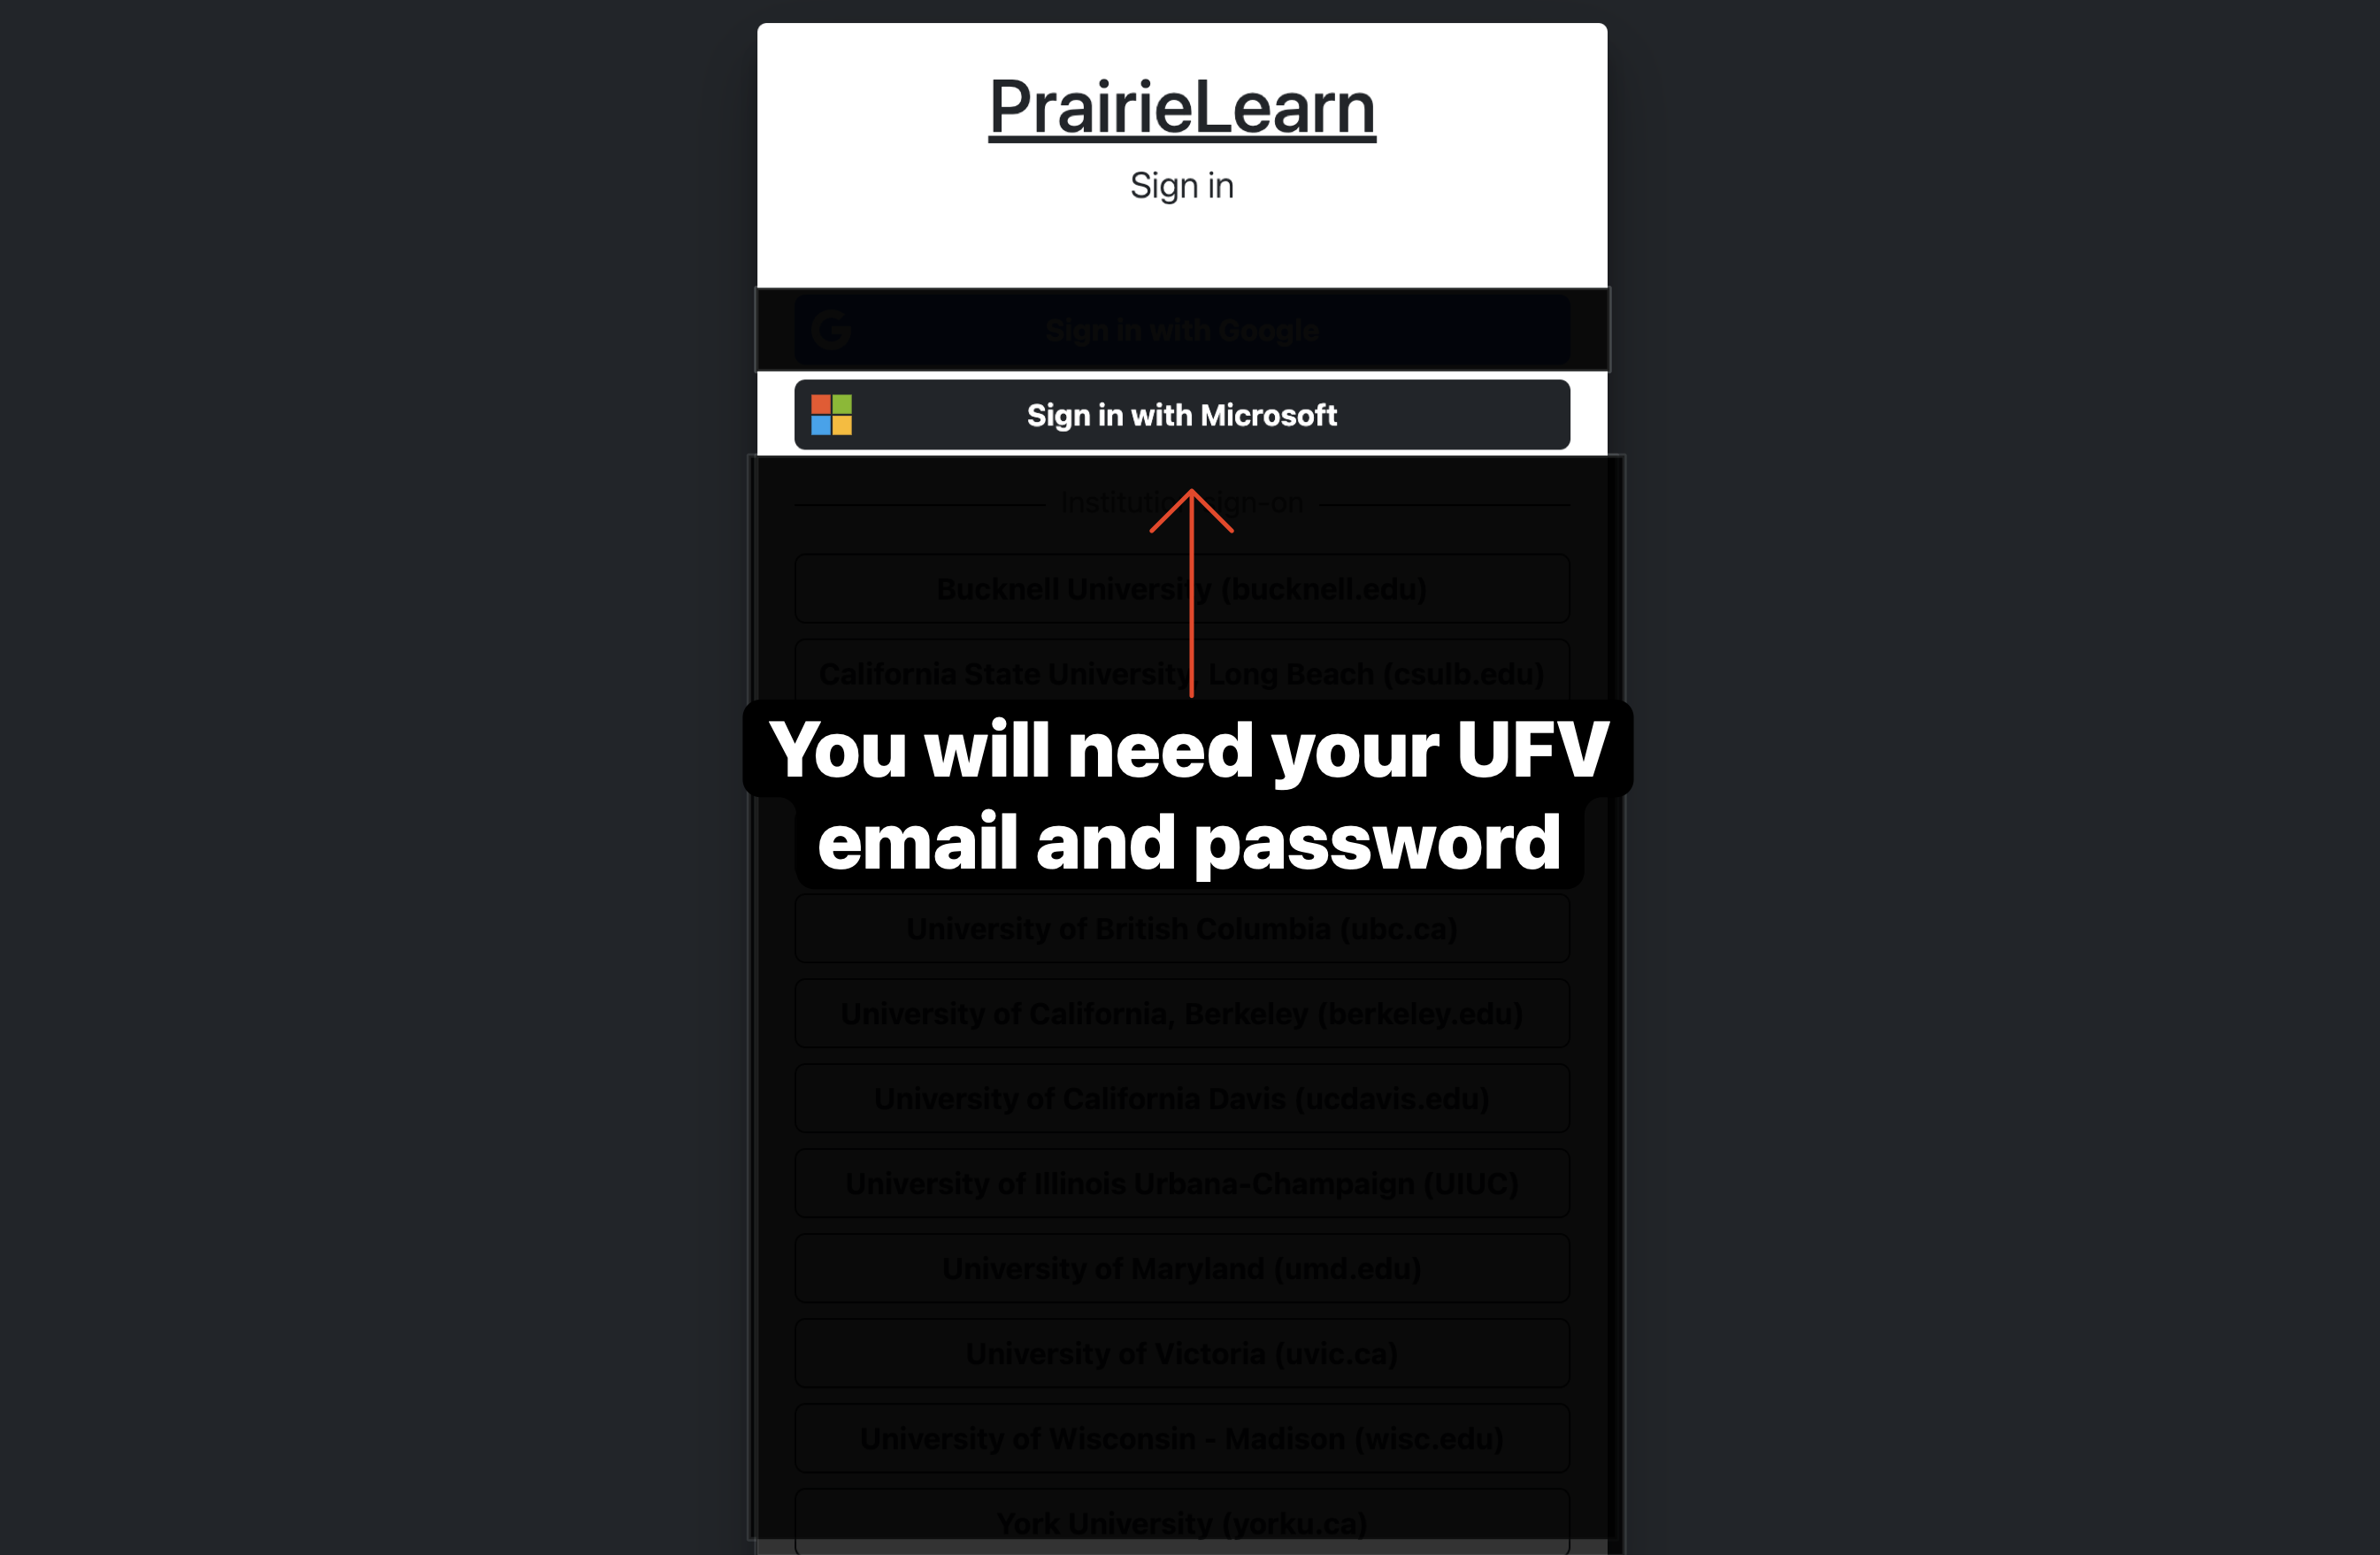 PrairieLearn
Sign in
Sign in with Google
Sign in with Microsoft
Bucknell University (bucknell.edu)
California State University, Long Beach (csulb.edu)
You will need your UFV
email and password
University of British Columbia (ubc.ca)
University of California, Berkeley (berkeley.edu)
University of California Davis (ucdavis.edu)
University of Illinois Urbana-Champaign (UIUC)
University of Maryland (umd.edu)
University of Victoria (uvic.ca)
University of Wisconsin - Madison (wisc.edu)
York University (yorku.ca)